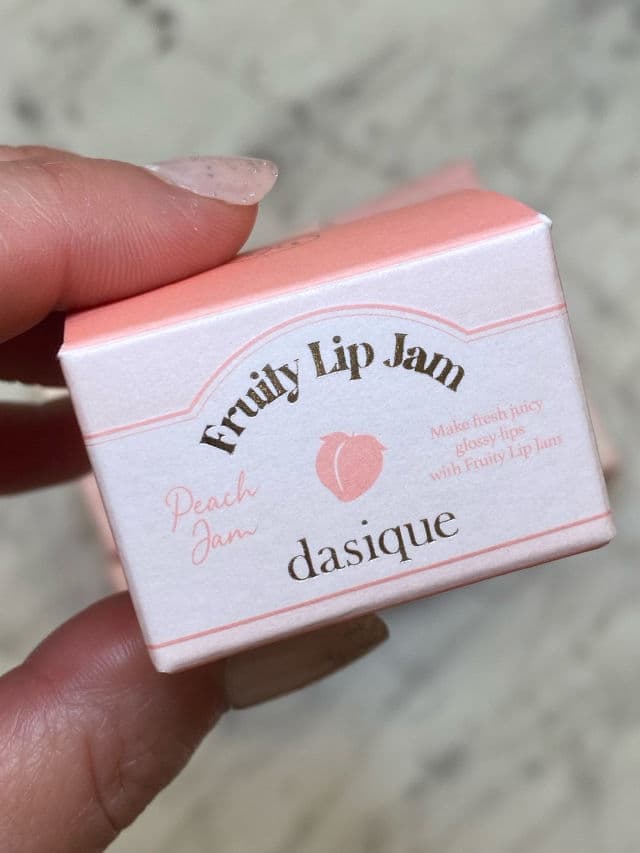 Fruity Lip Jam
Peach
Jam
Make fresh juicy
glossy lips
with Fruity Lip Jam
dasique